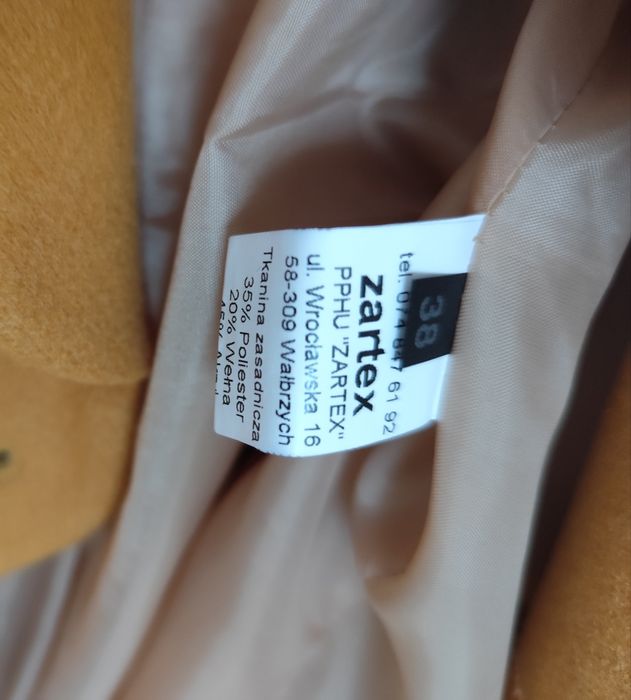 38
tel. 074 847 61 92
zartex
PPHU "ZARTEX"
ul. Wrocławska 16
58-309 Wałbrzych
Tkanina zasadnicza
35% Poliester
20% Wełna